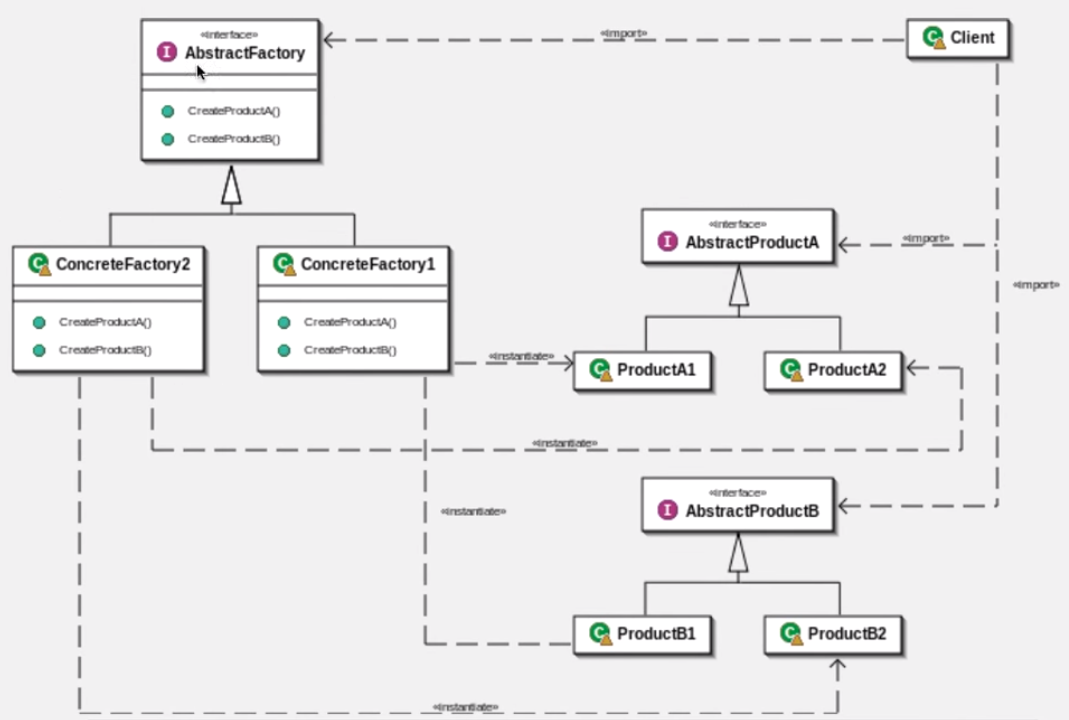 «interface»
I AbstractFactory
CreateProductA()
CreateProductB()
«import»
C Client
C ConcreteFactory2
CreateProductA()
CreateProductB()
C ConcreteFactory1
CreateProductA()
CreateProductB()
«interface»
I AbstractProductA
«import»
«import»
«instantiate»
C ProductA1
C ProductA2
«instantiate»
«interface»
I AbstractProductB
«instantiate»
C ProductB1
C ProductB2
«instantiate»